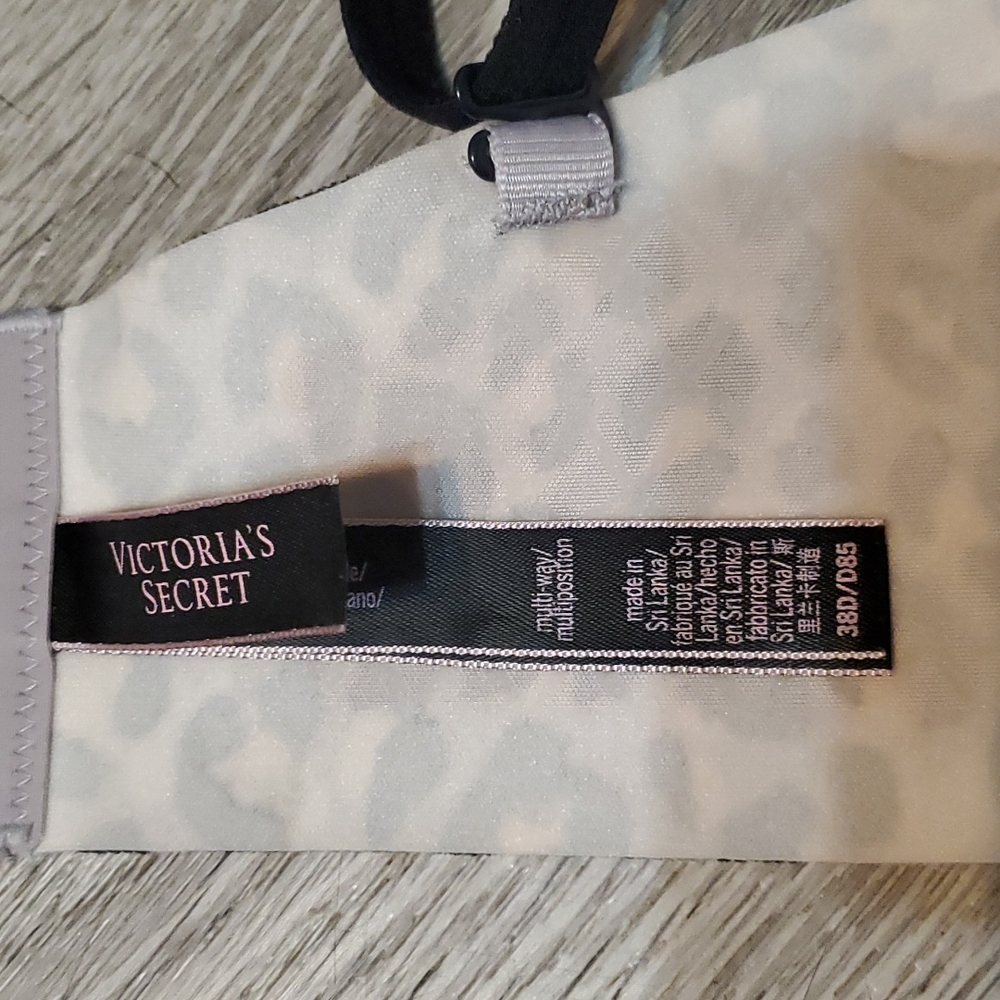 VICTORIA'S
SECRET
ano/
multi-way/
multiposition
made in
Sri Lanka/
fabriqué au Sri
Lanka/hecho
en Sri Lanka/
fabbricato in
Sri Lanka/ 斯
里兰卡制造
38D/D85